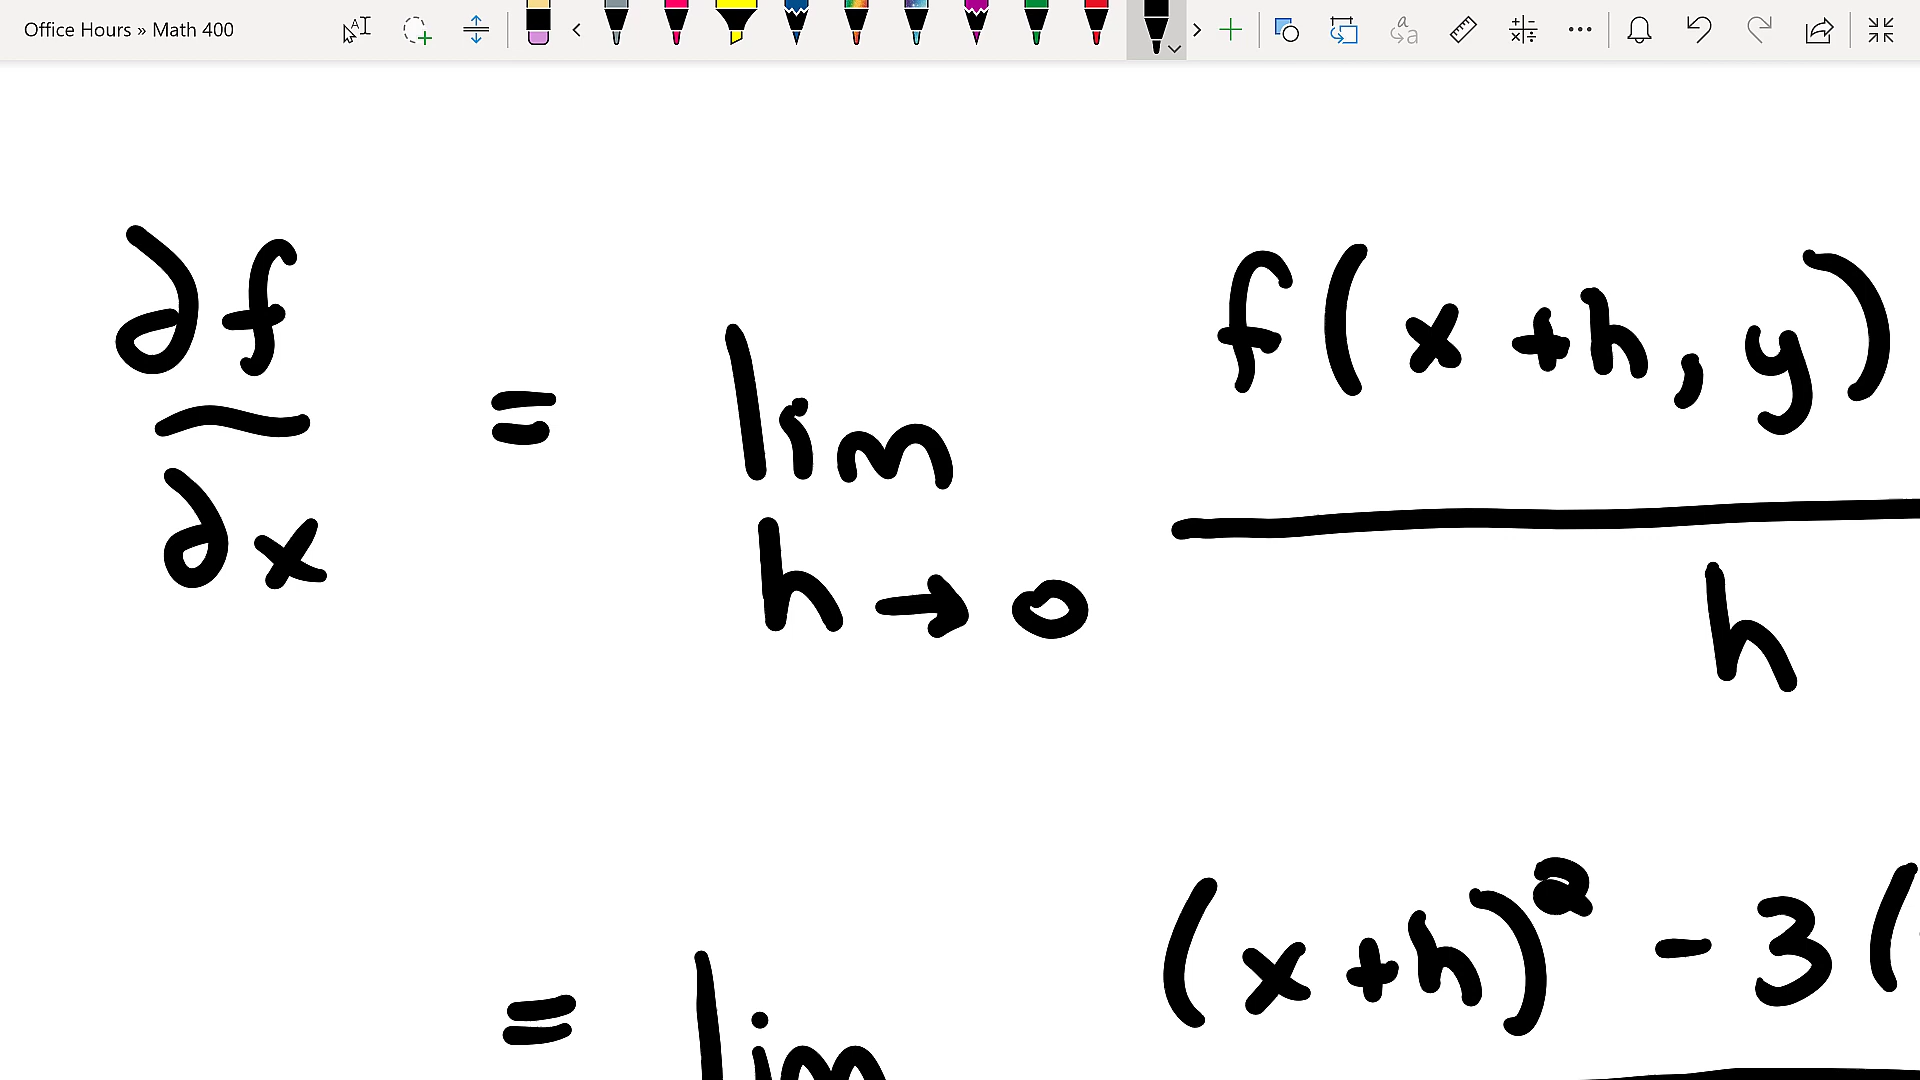 Office Hours » Math 400
∂f/∂x = lim h→0 f(x+h, y) / h
= lim (x+h)² - 3(